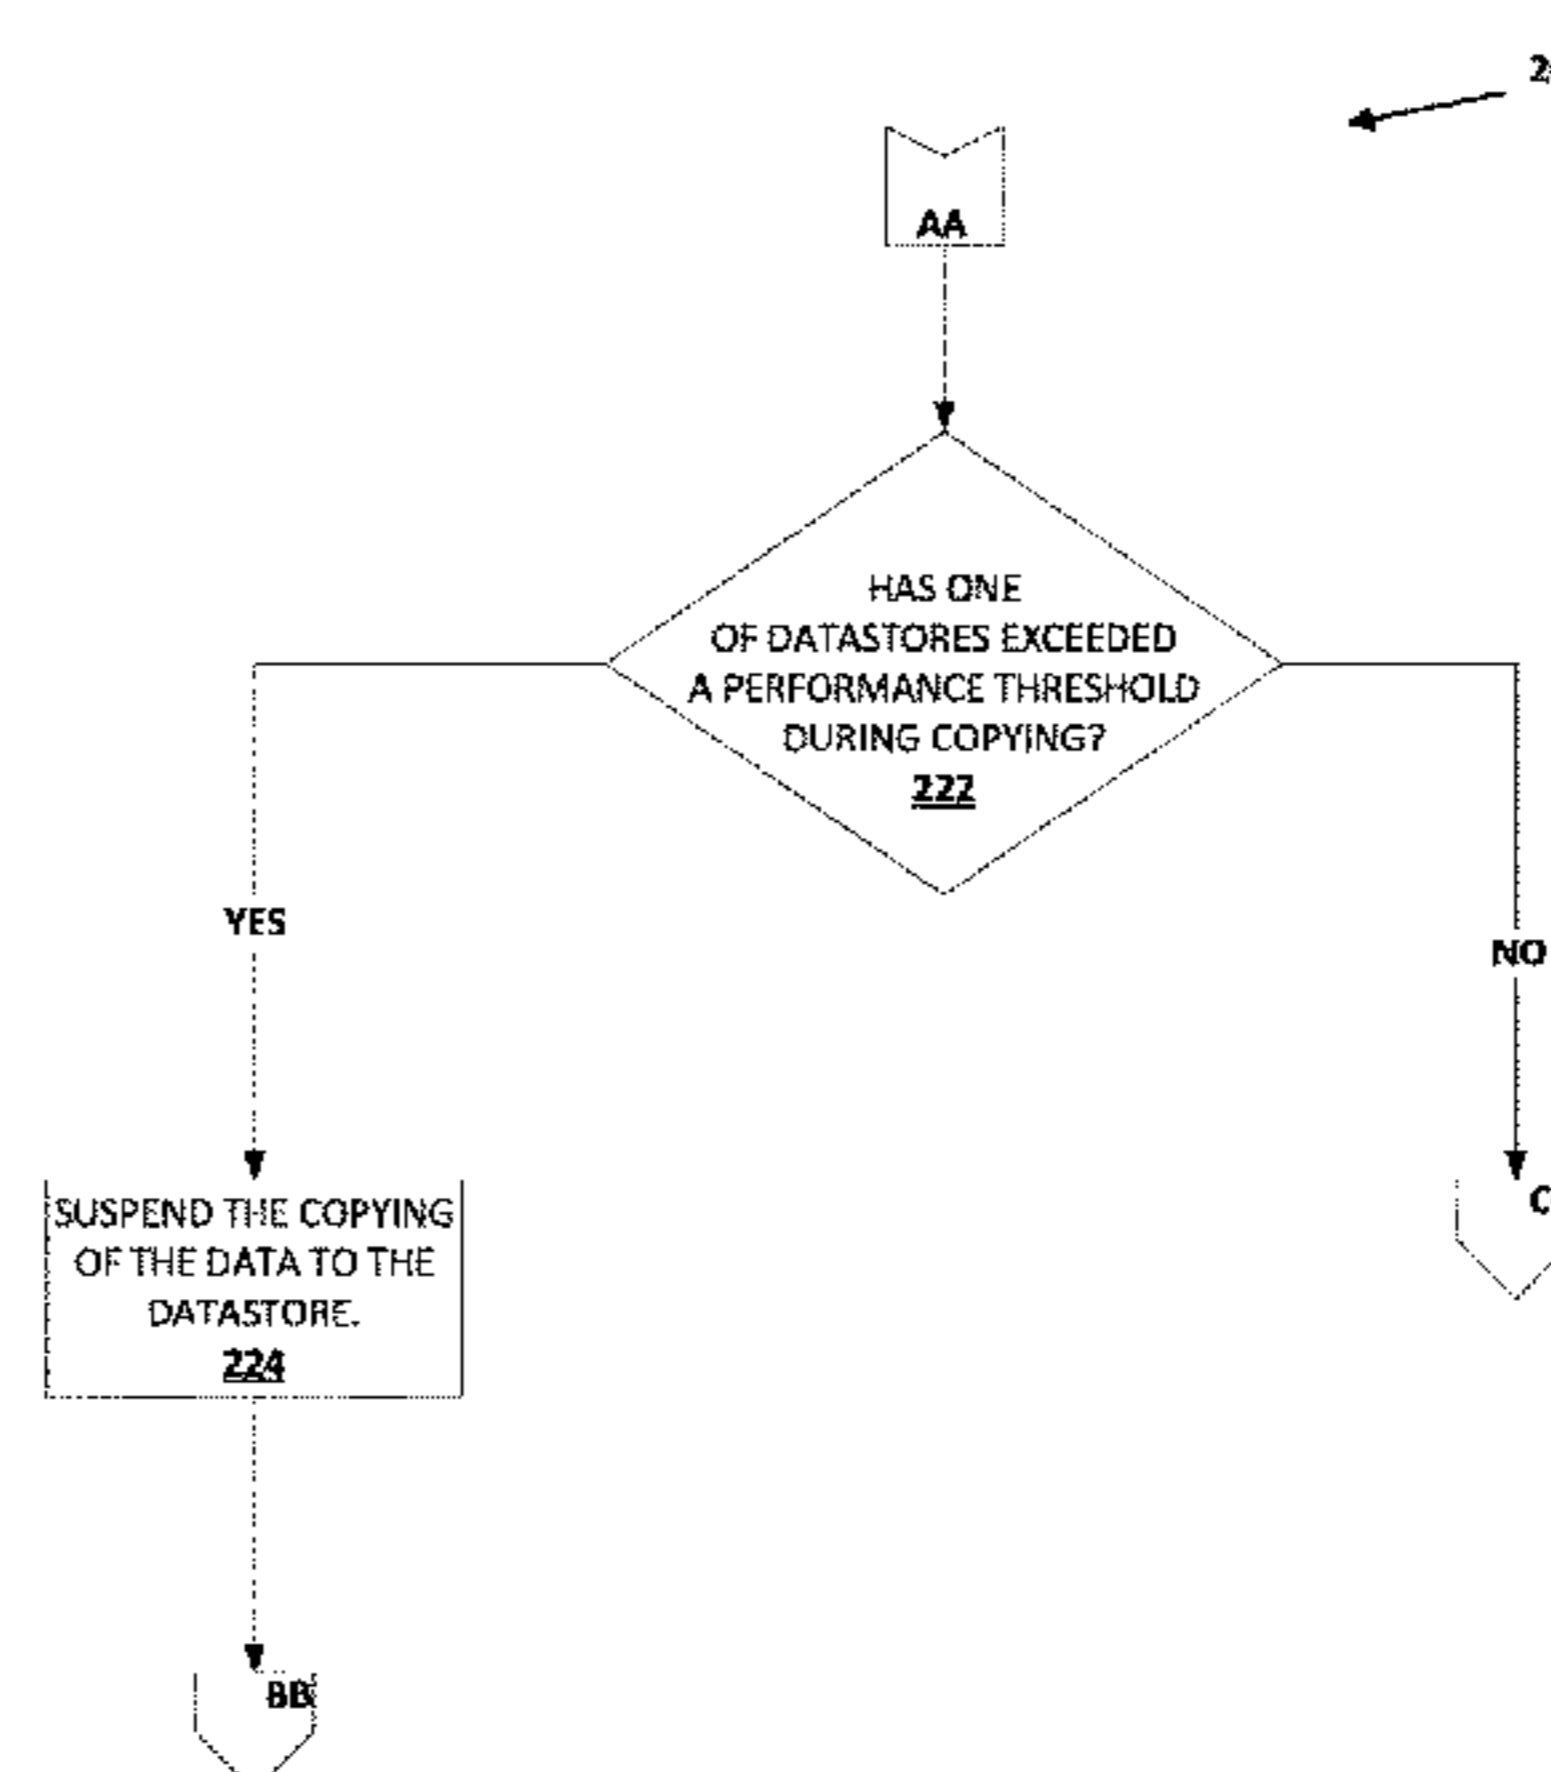 AA
HAS ONE
OF DATASTORES EXCEEDED
A PERFORMANCE THRESHOLD
DURING COPYING?
222
YES
NO
SUSPEND THE COPYING
OF THE DATA TO THE
DATASTORE.
224
BB